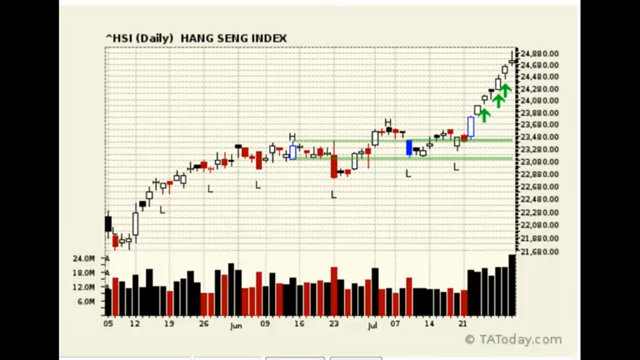 ^HSI (Daily) HANG SENG INDEX
24,880.00
24,680.00
24,480.00
24,280.00
24,080.00
23,880.00
23,680.00
23,480.00
23,280.00
23,080.00
22,880.00
22,680.00
22,480.00
22,280.00
22,080.00
21,880.00
21,680.00
H
H
L
L
L
L
L
L
L
24.0M
18.0M
12.0M
6.0M
05 12 19 26 Jun 09 16 23 Jul 07 14 21
© TAToday.com